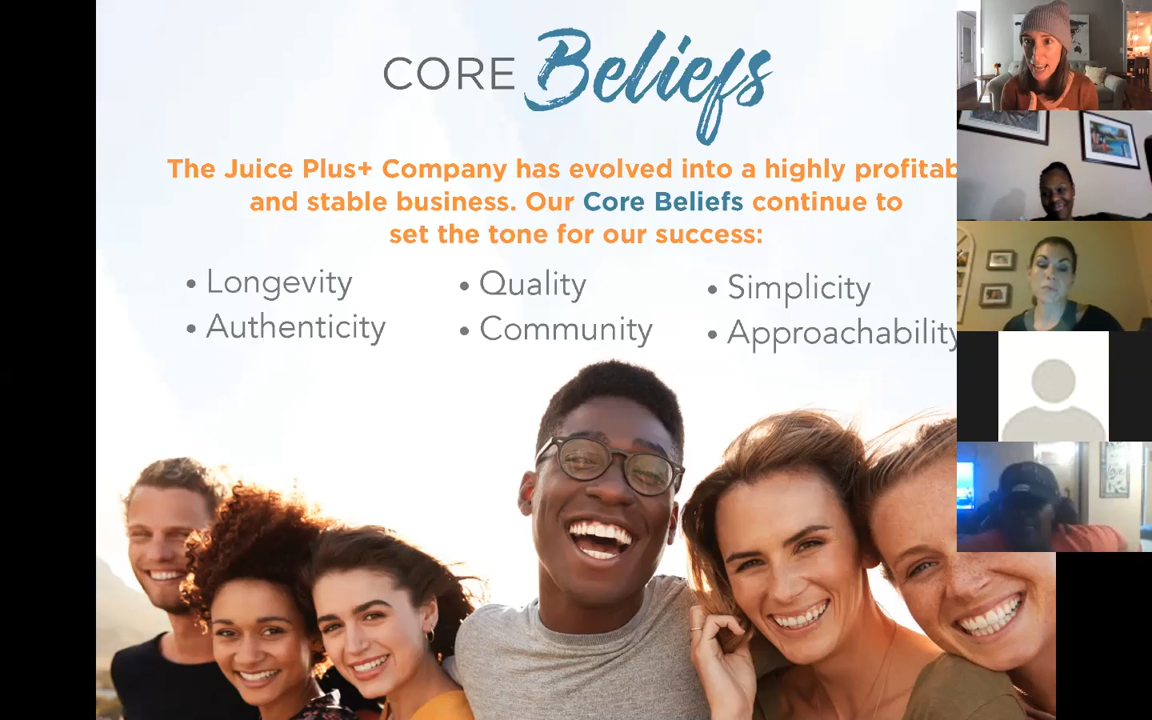 CORE Beliefs
The Juice Plus+ Company has evolved into a highly profitab
and stable business. Our Core Beliefs continue to
set the tone for our success:
• Longevity • Quality • Simplicity
• Authenticity • Community • Approachability